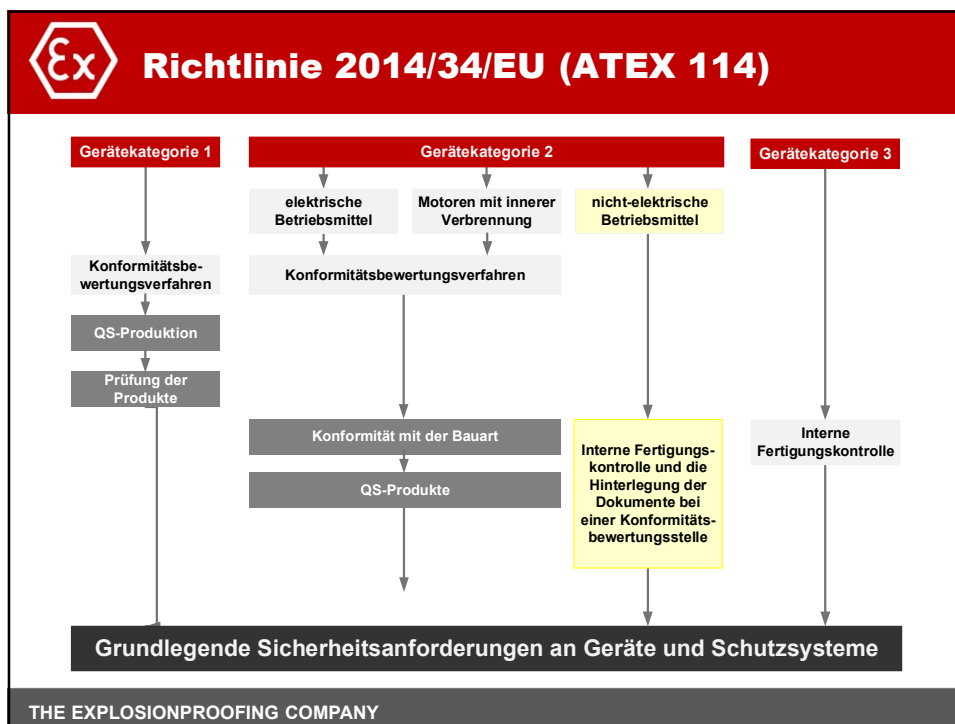 Ex
Richtlinie 2014/34/EU (ATEX 114)
Gerätekategorie 1
Gerätekategorie 2
Gerätekategorie 3
elektrische
Betriebsmittel
Motoren mit innerer
Verbrennung
nicht-elektrische
Betriebsmittel
Konformitätsbe-
wertungsverfahren
Konformitätsbewertungsverfahren
QS-Produktion
Prüfung der
Produkte
Konformität mit der Bauart
QS-Produkte
Interne Fertigungs-
kontrolle und die
Hinterlegung der
Dokumente bei
einer Konformitäts-
bewertungsstelle
Interne
Fertigungskontrolle
Grundlegende Sicherheitsanforderungen an Geräte und Schutzsysteme
THE EXPLOSIONPROOFING COMPANY